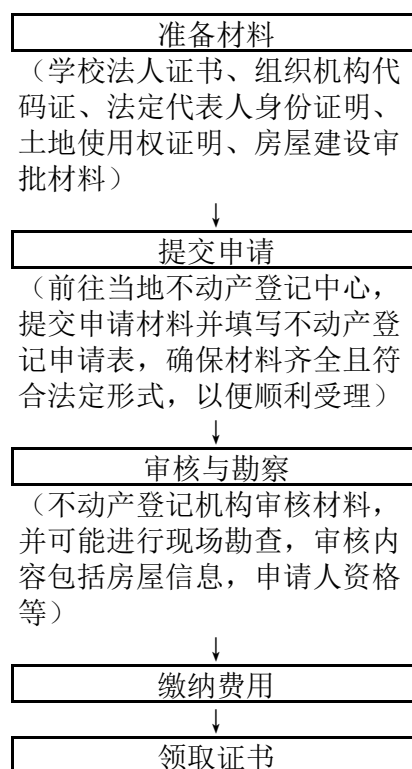 准备材料
（学校法人证书、组织机构代
码证、法定代表人身份证明、
土地使用权证明、房屋建设审
批材料）
↓
提交申请
（前往当地不动产登记中心，
提交申请材料并填写不动产登
记申请表，确保材料齐全且符
合法定形式，以便顺利受理）
↓
审核与勘察
（不动产登记机构审核材料，
并可能进行现场勘查，审核内
容包括房屋信息，申请人资格
等）
↓
缴纳费用
↓
领取证书